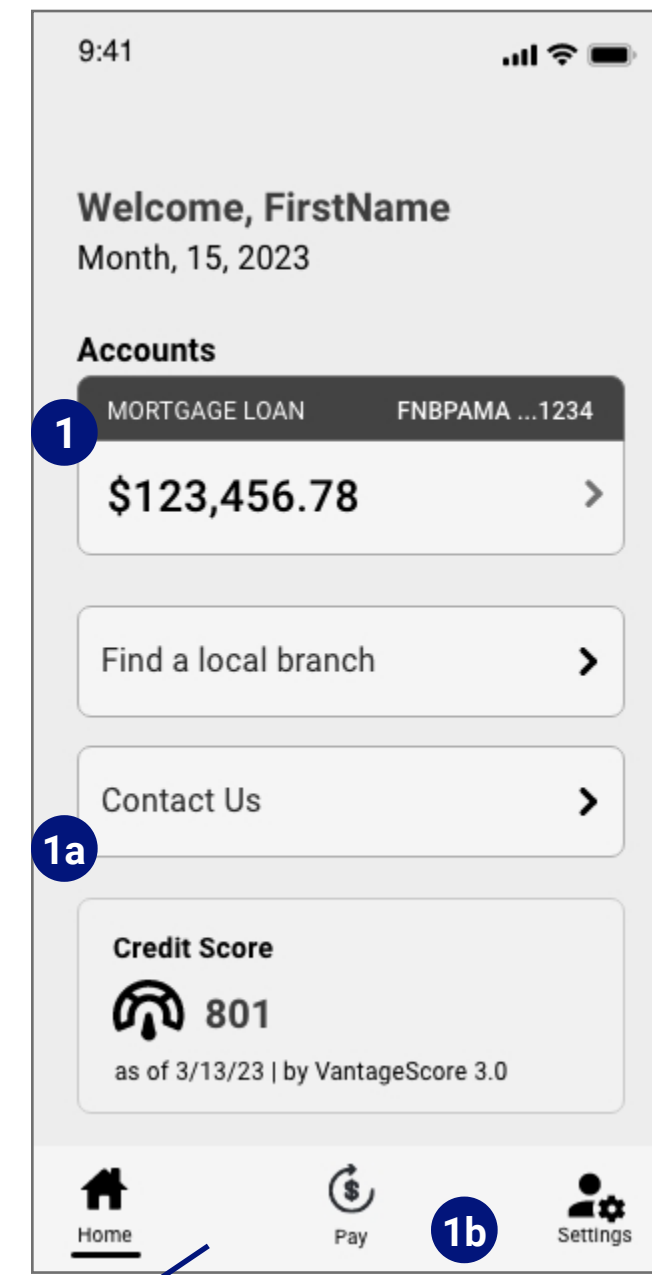 9:41
Welcome, FirstName
Month, 15, 2023
Accounts
MORTGAGE LOAN FNBPAMA ...1234
1
$123,456.78
Find a local branch
Contact Us
1a
Credit Score
801
as of 3/13/23 | by VantageScore 3.0
$
Home Pay 1b Settings